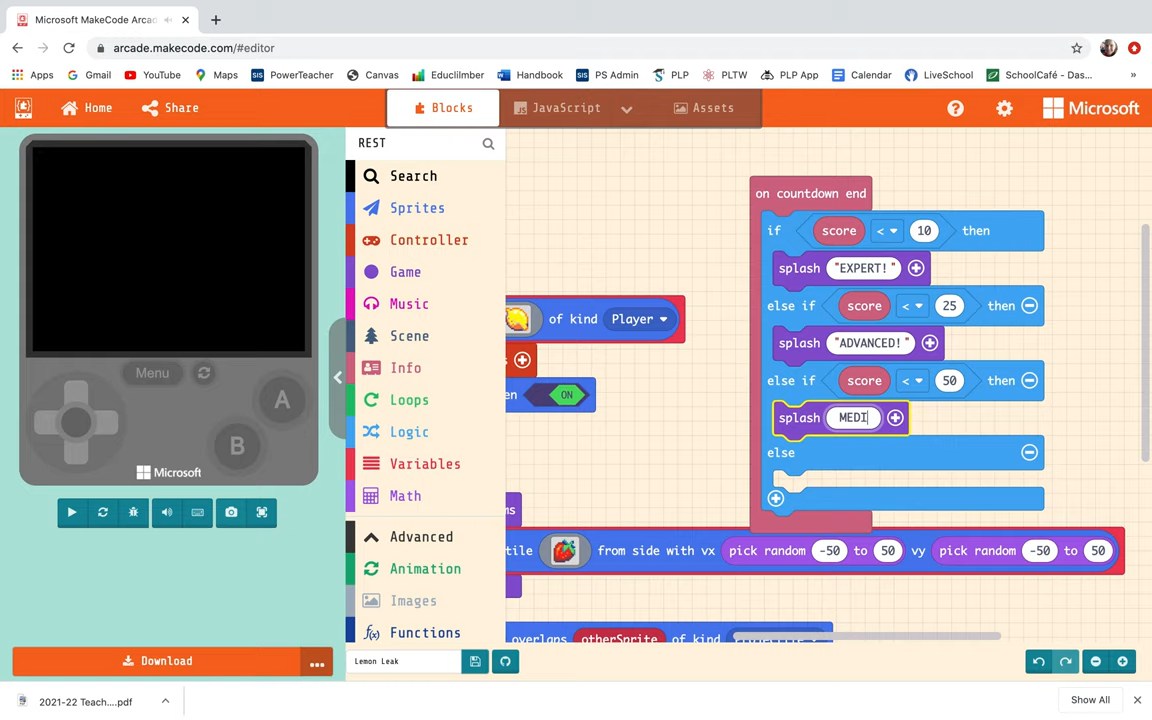 Microsoft MakeCode Arcad
arcade.makecode.com/#editor
Apps Gmail YouTube Maps PowerTeacher Canvas Educlimber Handbook PS Admin PLP PLTW PLP App Calendar LiveSchool SchoolCafé - Das... »
Home Share Blocks JavaScript Assets Microsoft
REST
Search
Sprites
Controller
Game
Music
Scene
Info
Loops
Logic
Variables
Math
Advanced
Animation
Images
Functions
Menu
A
B
Microsoft
of kind Player
ON
on countdown end
if score < 10 then
splash "EXPERT!"
else if score < 25 then
splash "ADVANCED!"
else if score < 50 then
splash MEDI
else
ms
tile from side with vx pick random -50 to 50 vy pick random -50 to 50
overlaps otherSprite of kind
Download ...
Lemon Leak
2021-22 Teach....pdf
Show All